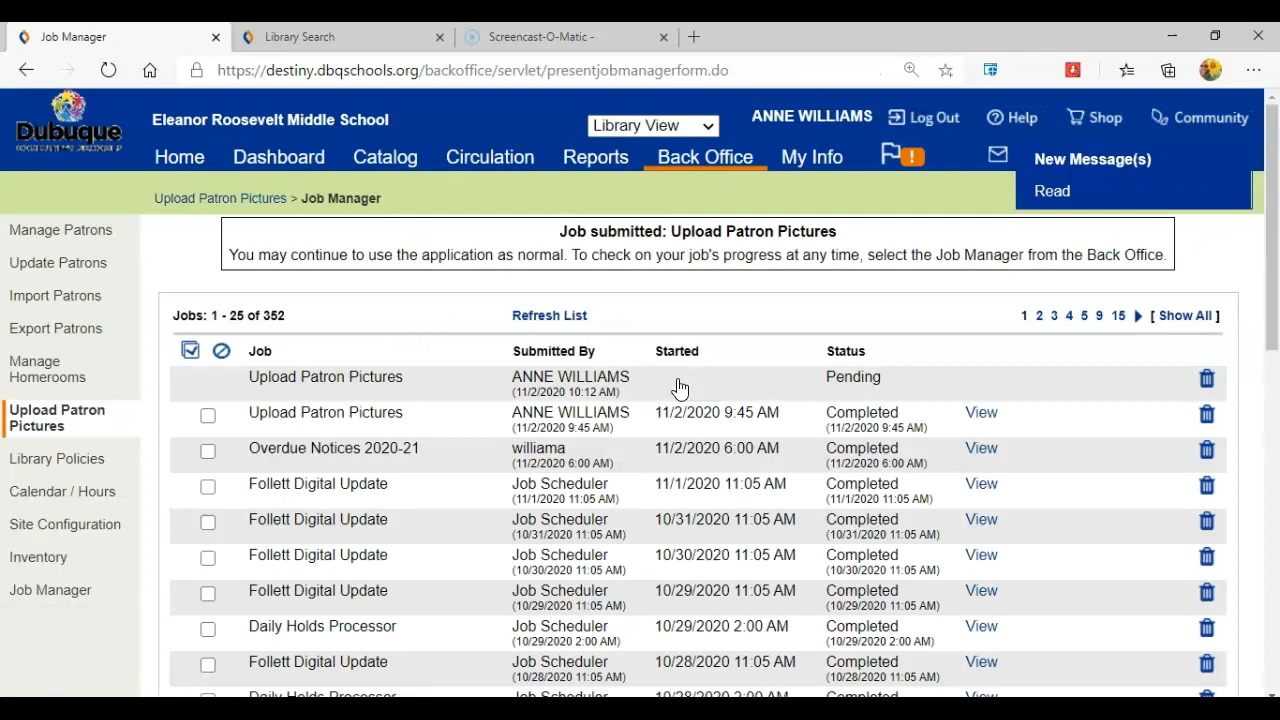 Job Manager
Library Search
Screencast-O-Matic -
https://destiny.dbqschools.org/backoffice/servlet/presentjobmanagerform.do
Dubuque
Eleanor Roosevelt Middle School
Library View
ANNE WILLIAMS
Log Out
Help
Shop
Community
Home
Dashboard
Catalog
Circulation
Reports
Back Office
My Info
!
New Message(s)
Read
Upload Patron Pictures > Job Manager
Manage Patrons
Update Patrons
Import Patrons
Export Patrons
Manage
Homerooms
Upload Patron
Pictures
Library Policies
Calendar / Hours
Site Configuration
Inventory
Job Manager
Job submitted: Upload Patron Pictures
You may continue to use the application as normal. To check on your job's progress at any time, select the Job Manager from the Back Office.
Jobs: 1 - 25 of 352
Refresh List
1 2 3 4 5 9 15 [ Show All ]
Job Submitted By Started Status
Upload Patron Pictures ANNE WILLIAMS Pending
(11/2/2020 10:12 AM)
Upload Patron Pictures ANNE WILLIAMS 11/2/2020 9:45 AM Completed View
(11/2/2020 9:45 AM) (11/2/2020 9:45 AM)
Overdue Notices 2020-21 williama 11/2/2020 6:00 AM Completed View
(11/2/2020 6:00 AM) (11/2/2020 6:00 AM)
Follett Digital Update Job Scheduler 11/1/2020 11:05 AM Completed View
(11/1/2020 11:05 AM) (11/1/2020 11:05 AM)
Follett Digital Update Job Scheduler 10/31/2020 11:05 AM Completed View
(10/31/2020 11:05 AM) (10/31/2020 11:05 AM)
Follett Digital Update Job Scheduler 10/30/2020 11:05 AM Completed View
(10/30/2020 11:05 AM) (10/30/2020 11:05 AM)
Follett Digital Update Job Scheduler 10/29/2020 11:05 AM Completed View
(10/29/2020 11:05 AM) (10/29/2020 11:05 AM)
Daily Holds Processor Job Scheduler 10/29/2020 2:00 AM Completed View
(10/29/2020 2:00 AM) (10/29/2020 2:00 AM)
Follett Digital Update Job Scheduler 10/28/2020 11:05 AM Completed View
(10/28/2020 11:05 AM) (10/28/2020 11:05 AM)
Daily Holds Processor Job Scheduler 10/28/2020 2:00 AM Completed View